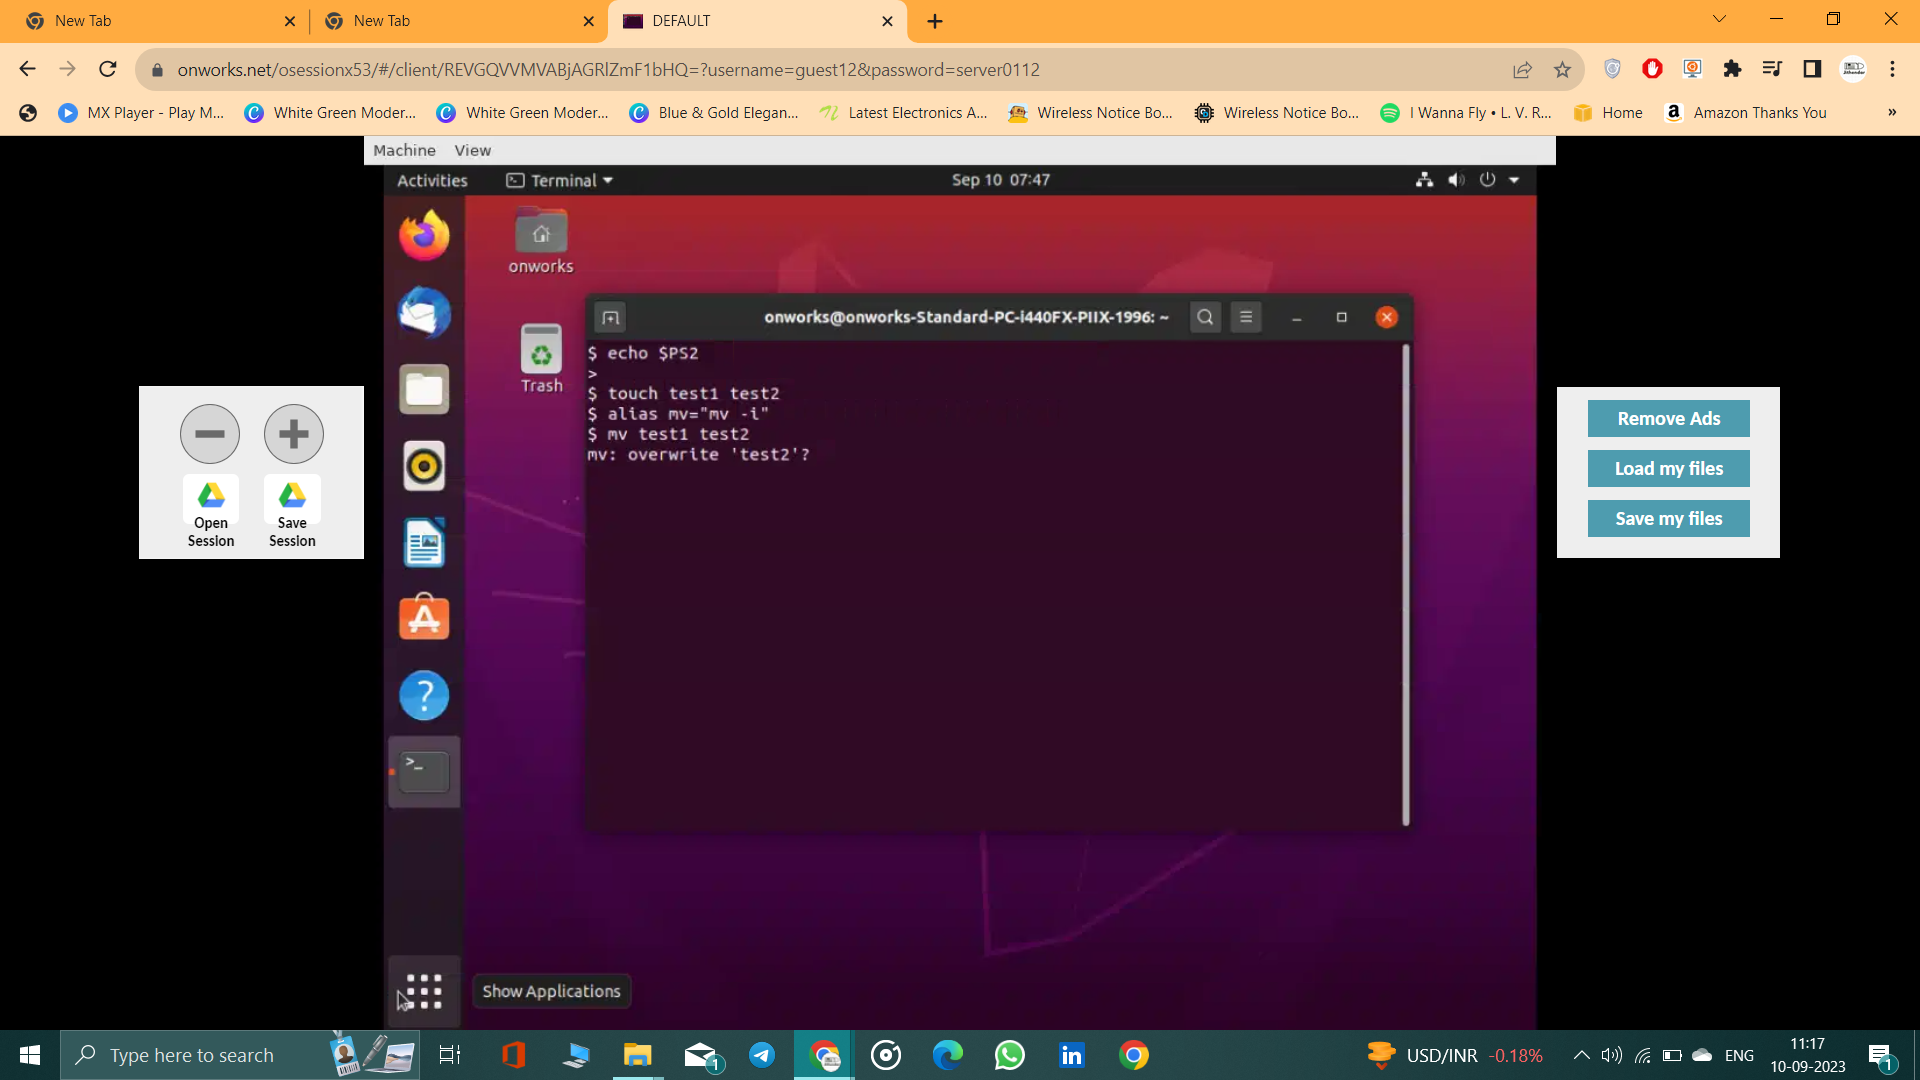 New Tab
New Tab
DEFAULT
onworks.net/osessionx53/#/client/REVGQVVMVABjAGRlZmF1bHQ=?username=guest12&password=server0112
MX Player - Play M...
White Green Moder...
White Green Moder...
Blue & Gold Elegan...
Latest Electronics A...
Wireless Notice Bo...
Wireless Notice Bo...
I Wanna Fly • L. V. R...
Home
Amazon Thanks You
»
Machine View
Activities
Terminal
Sep 10 07:47
onworks
Trash
onworks@onworks-Standard-PC-i440FX-PIIX-1996: ~
$ echo $PS2
>
$ touch test1 test2
$ alias mv="mv -i"
$ mv test1 test2
mv: overwrite 'test2'?
Open
Session
Save
Session
Remove Ads
Load my files
Save my files
Show Applications
Type here to search
1
USD/INR -0.18%
ENG
11:17
10-09-2023
1